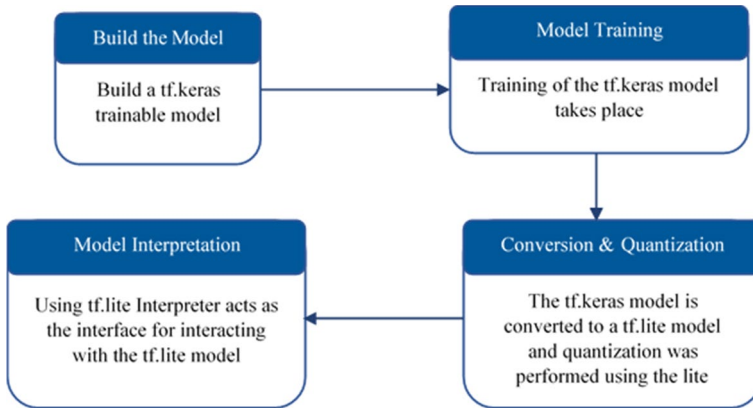 Build the Model
Build a tf.keras
trainable model
Model Training
Training of the tf.keras model
takes place
Conversion & Quantization
The tf.keras model is
converted to a tf.lite model
and quantization was
performed using the lite
Model Interpretation
Using tf.lite Interpreter acts as
the interface for interacting
with the tf.lite model